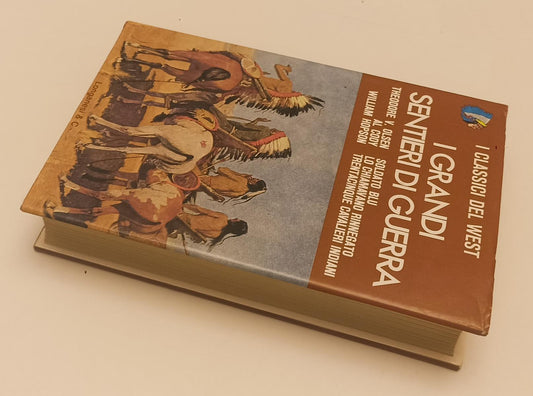 I CLASSICI DEL WEST
I GRANDI
SENTIERI DI GUERRA
THEODORE V. OLSEN SOLDATO BLU
AL CODY LO CHIAMAVANO RINNEGATO
WILLIAM HOPSON TRENTACINQUE CAVALIERI INDIANI
Sonzogno & C.